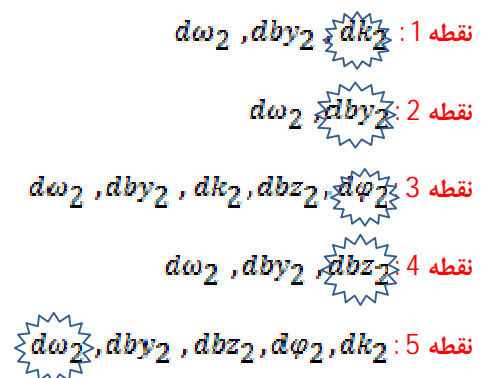 نقطه 1 : dω₂ ,dby₂ ,dk₂
نقطه 2 : dω₂ ,dby₂
نقطه 3 : dω₂ ,dby₂ , dk₂,dbz₂, dφ₂
نقطه 4 : dω₂ ,dby₂ ,dbz₂
نقطه 5 : dω₂ ,dby₂ ,dbz₂,dφ₂,dk₂